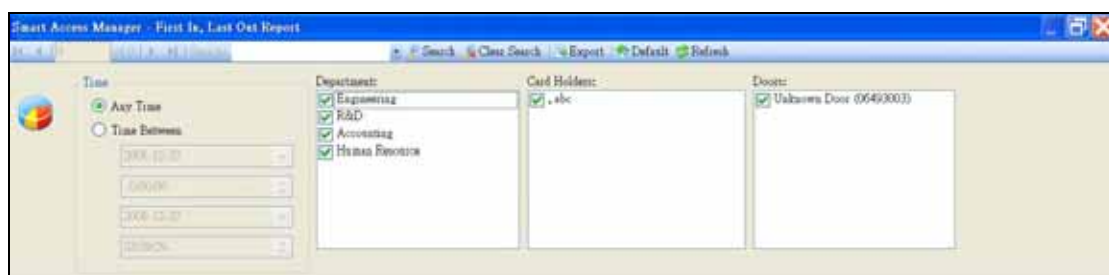 Smart Access Manager - First In, Last Out Report
Search Clear Search Export Default Refresh
Time
Any Time
Time Between
Department:
Engineering
R&D
Accounting
Human Resource
Card Holders:
, abc
Doors:
Unknown Door (06493003)